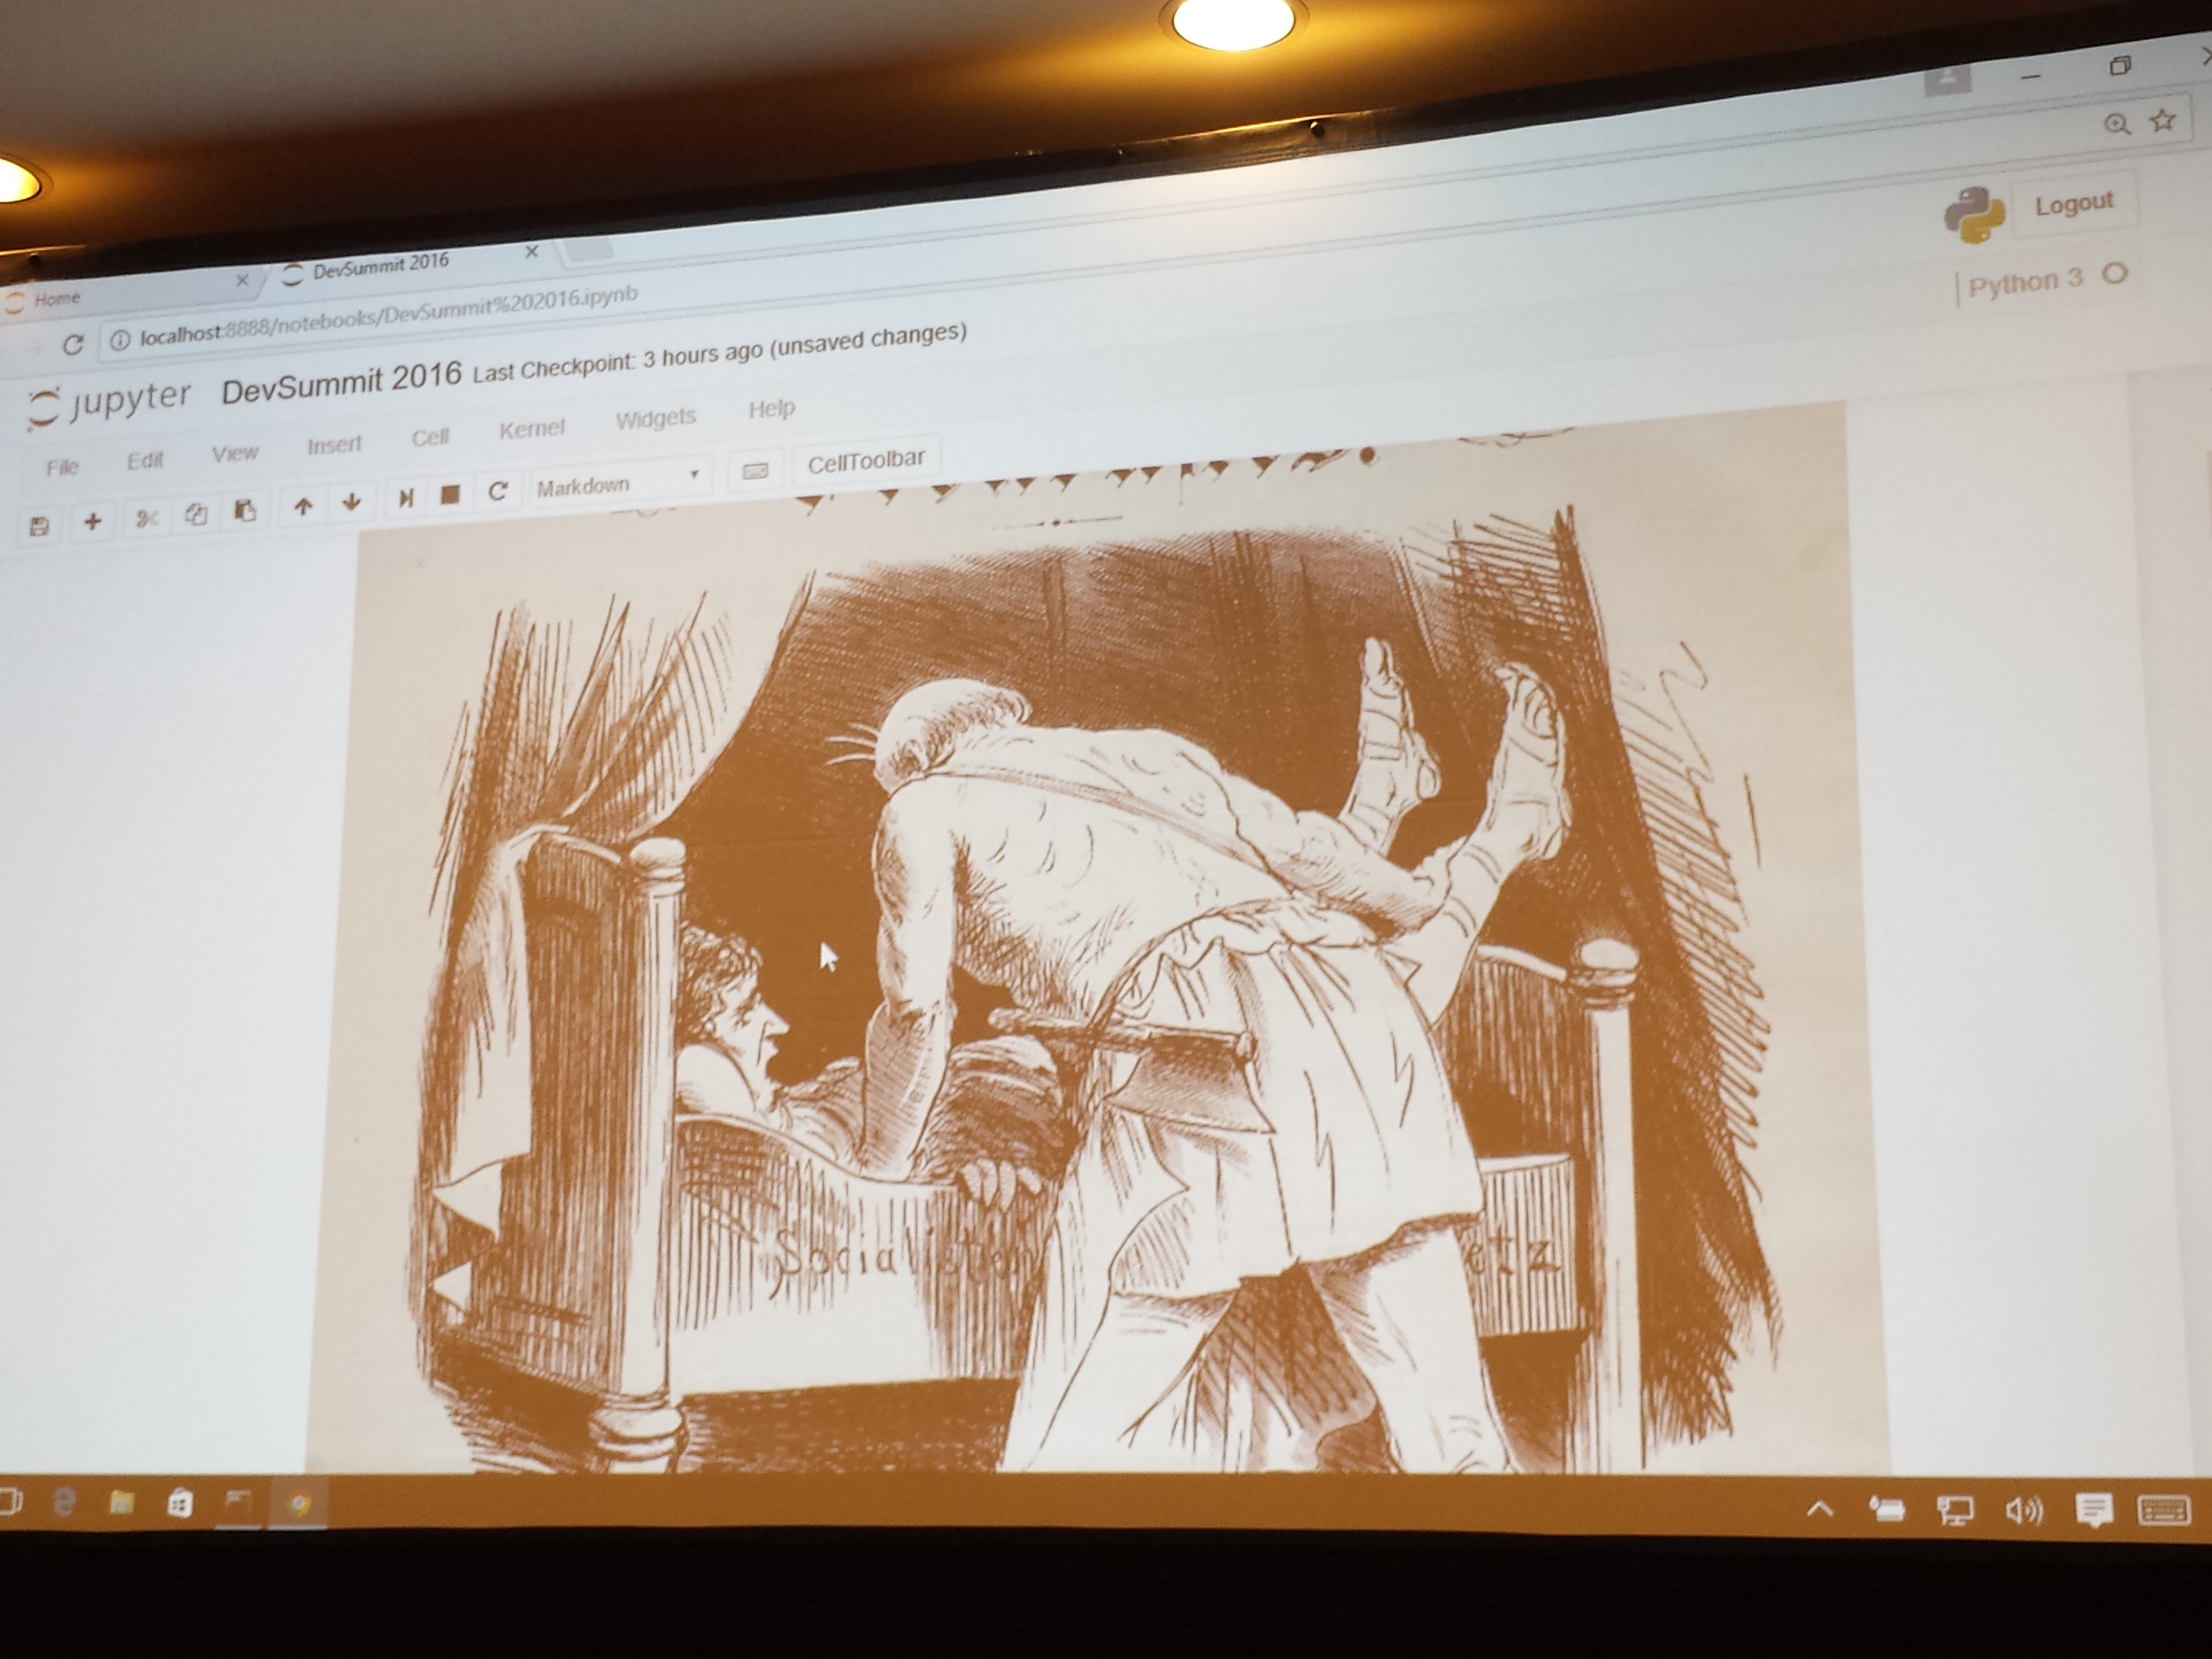 Home
DevSummit 2016
localhost:8888/notebooks/DevSummit%202016.ipynb
Logout
jupyter DevSummit 2016 Last Checkpoint: 3 hours ago (unsaved changes)
Python 3
File Edit View Insert Cell Kernel Widgets Help
Markdown CellToolbar
Socialisten etz